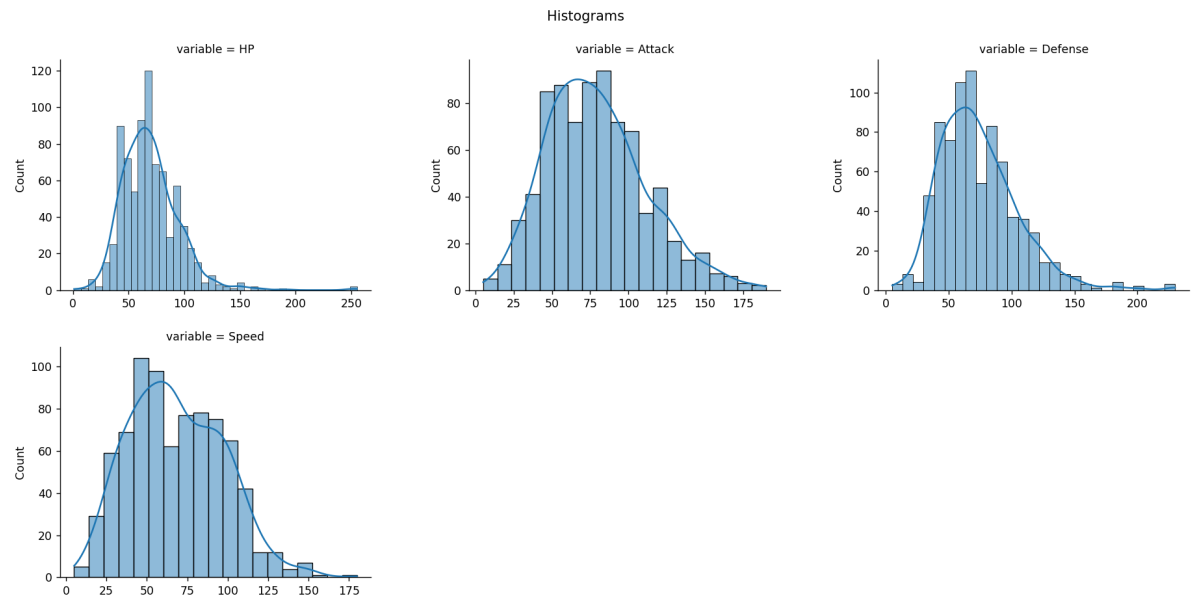 Histograms
variable = HP
120
100
80
60
40
20
0
Count
0 50 100 150 200 250
variable = Attack
80
60
40
20
0
Count
0 25 50 75 100 125 150 175
variable = Defense
100
80
60
40
20
0
Count
0 50 100 150 200
variable = Speed
100
80
60
40
20
0
Count
0 25 50 75 100 125 150 175